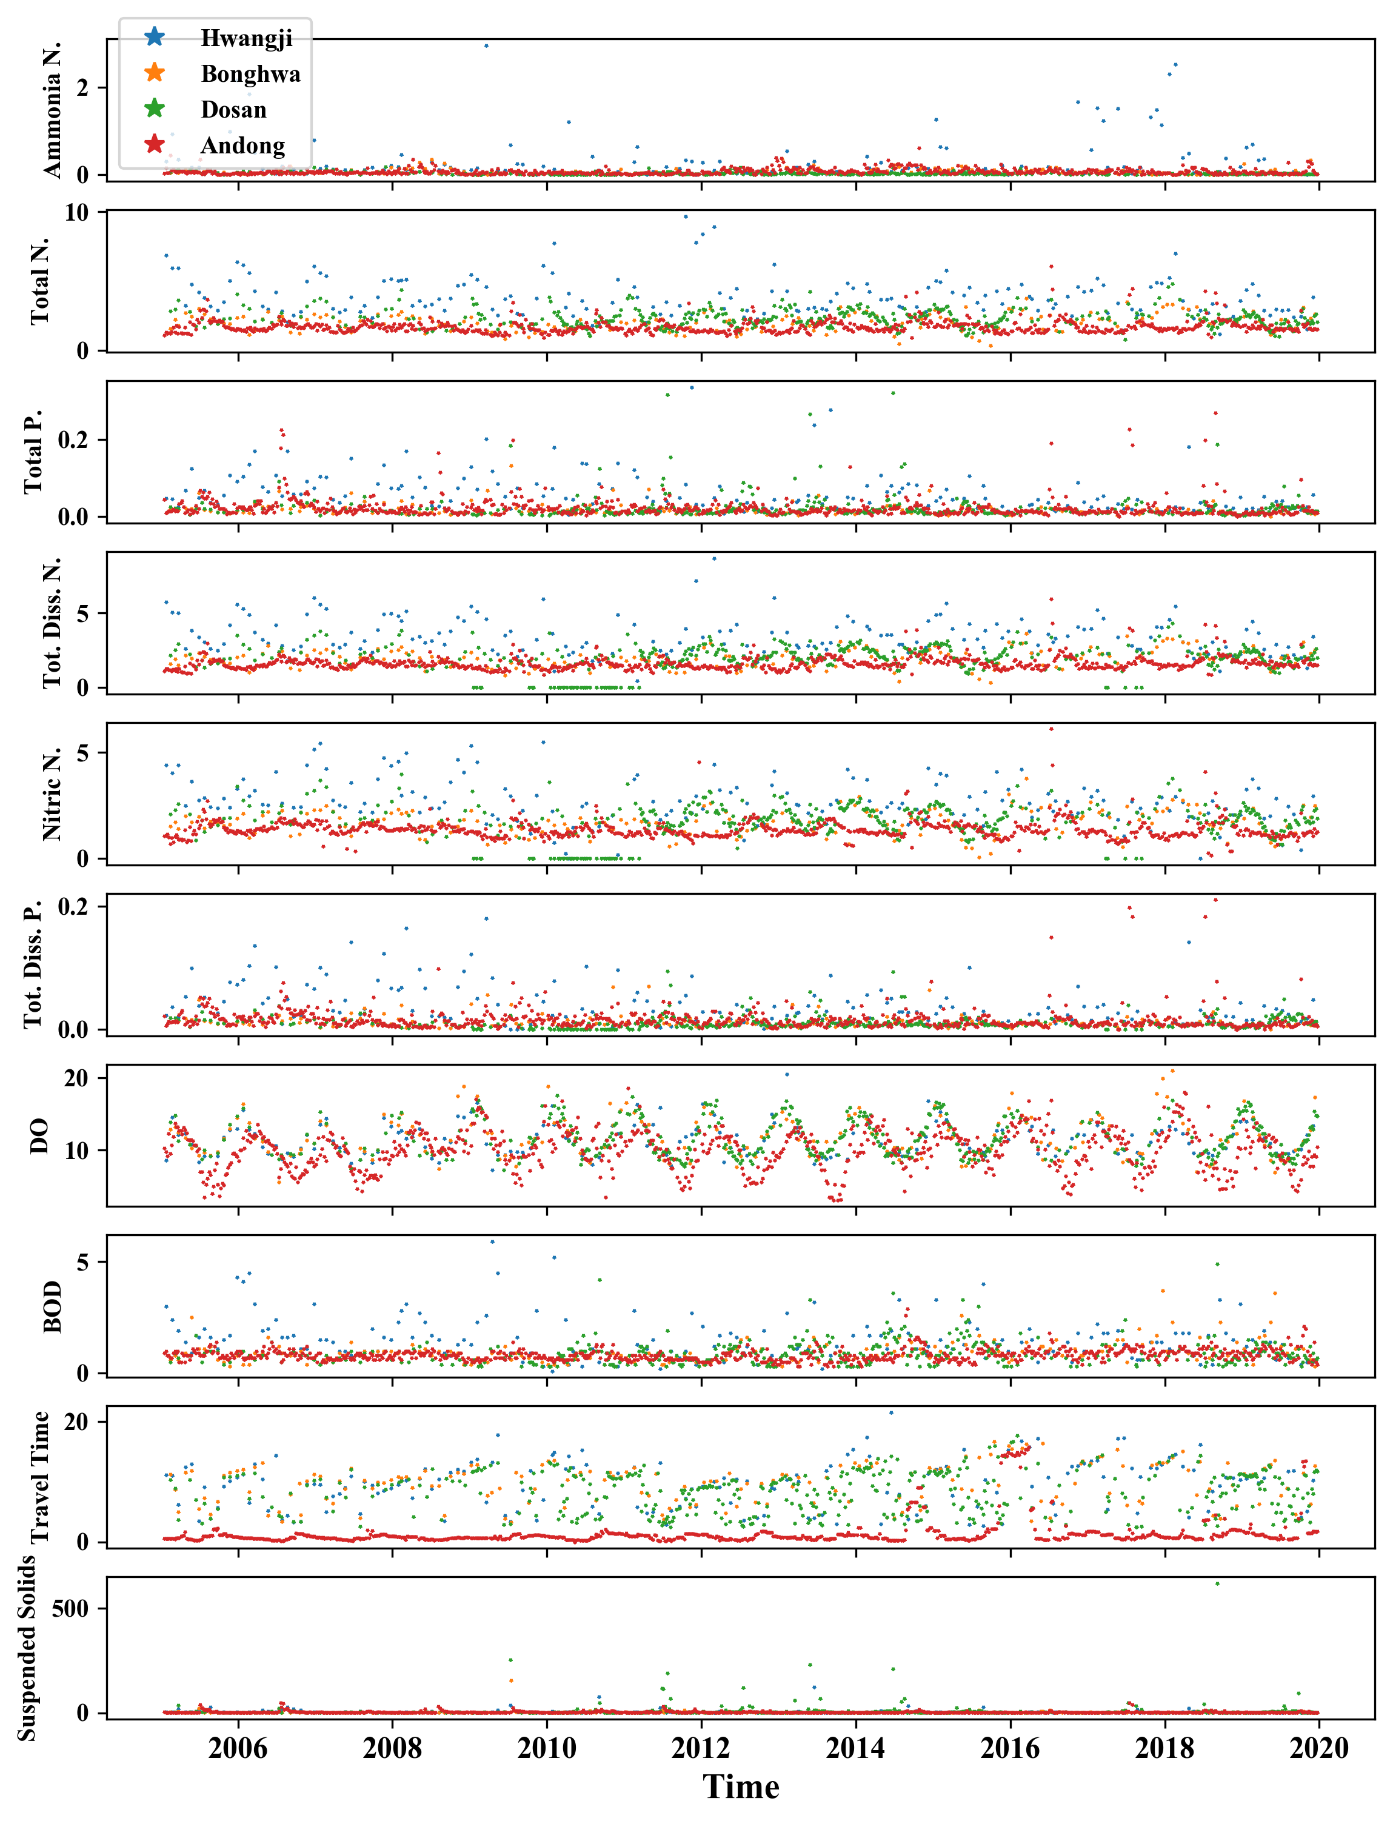 Hwangji
Bonghwa
Dosan
Andong
Ammonia N.
2
0
Total N.
10
0
Total P.
0.2
0.0
Tot. Diss. N.
5
0
Nitric N.
5
0
Tot. Diss. P.
0.2
0.0
DO
20
10
BOD
5
0
Travel Time
20
0
Suspended Solids
500
0
2006 2008 2010 2012 2014 2016 2018 2020
Time